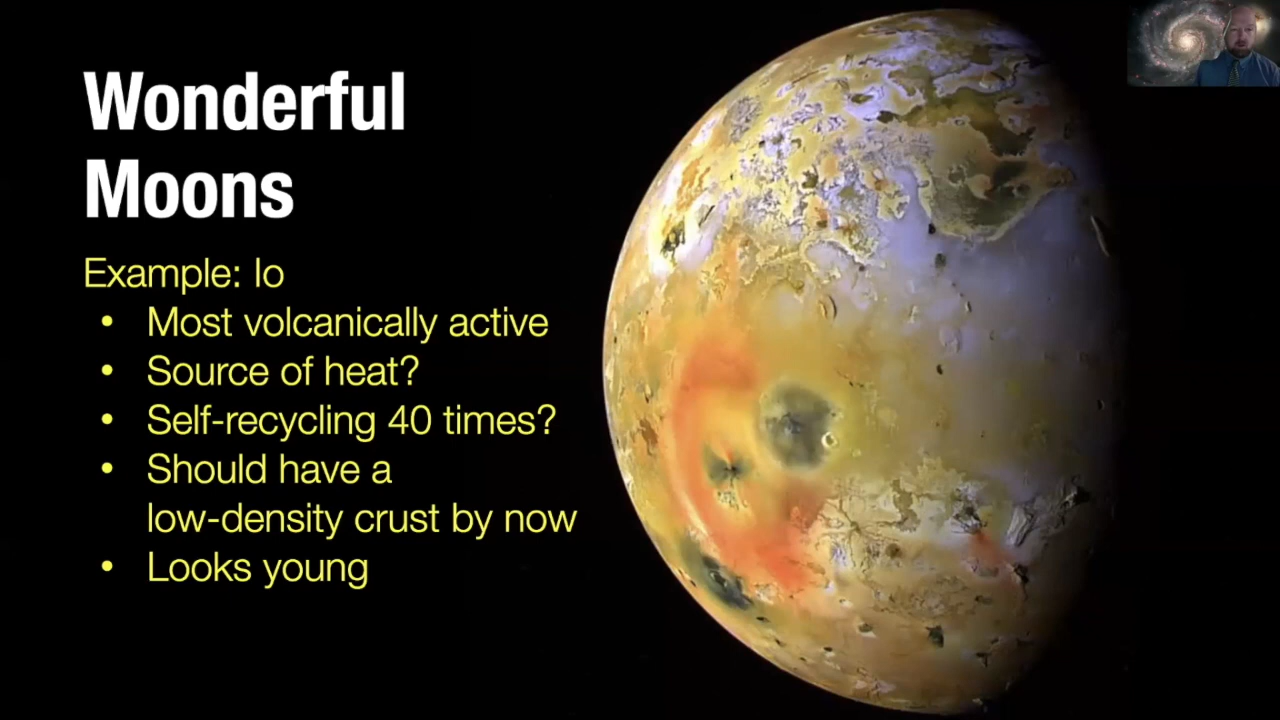 Wonderful
Moons
Example: Io
• Most volcanically active
• Source of heat?
• Self-recycling 40 times?
• Should have a
low-density crust by now
• Looks young